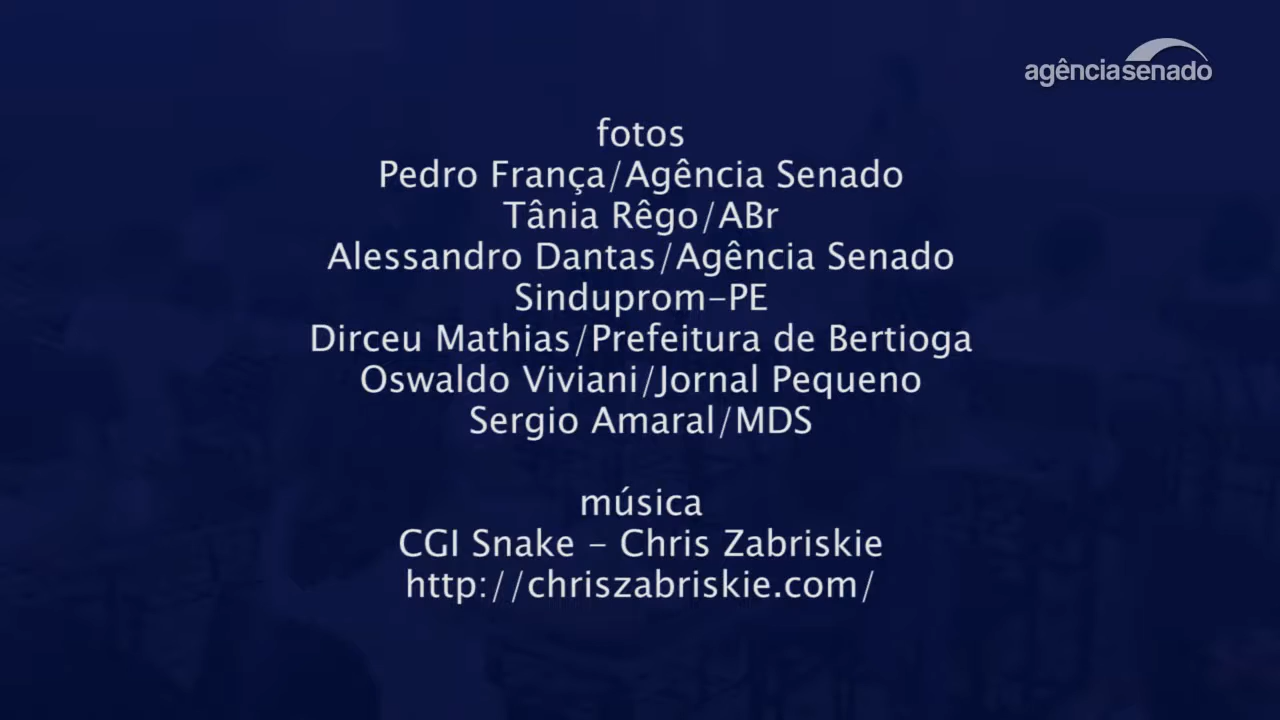 agênciasenado
fotos
Pedro França/Agência Senado
Tânia Rêgo/ABr
Alessandro Dantas/Agência Senado
Sinduprom-PE
Dirceu Mathias/Prefeitura de Bertioga
Oswaldo Viviani/Jornal Pequeno
Sergio Amaral/MDS
música
CGI Snake - Chris Zabriskie
http://chriszabriskie.com/